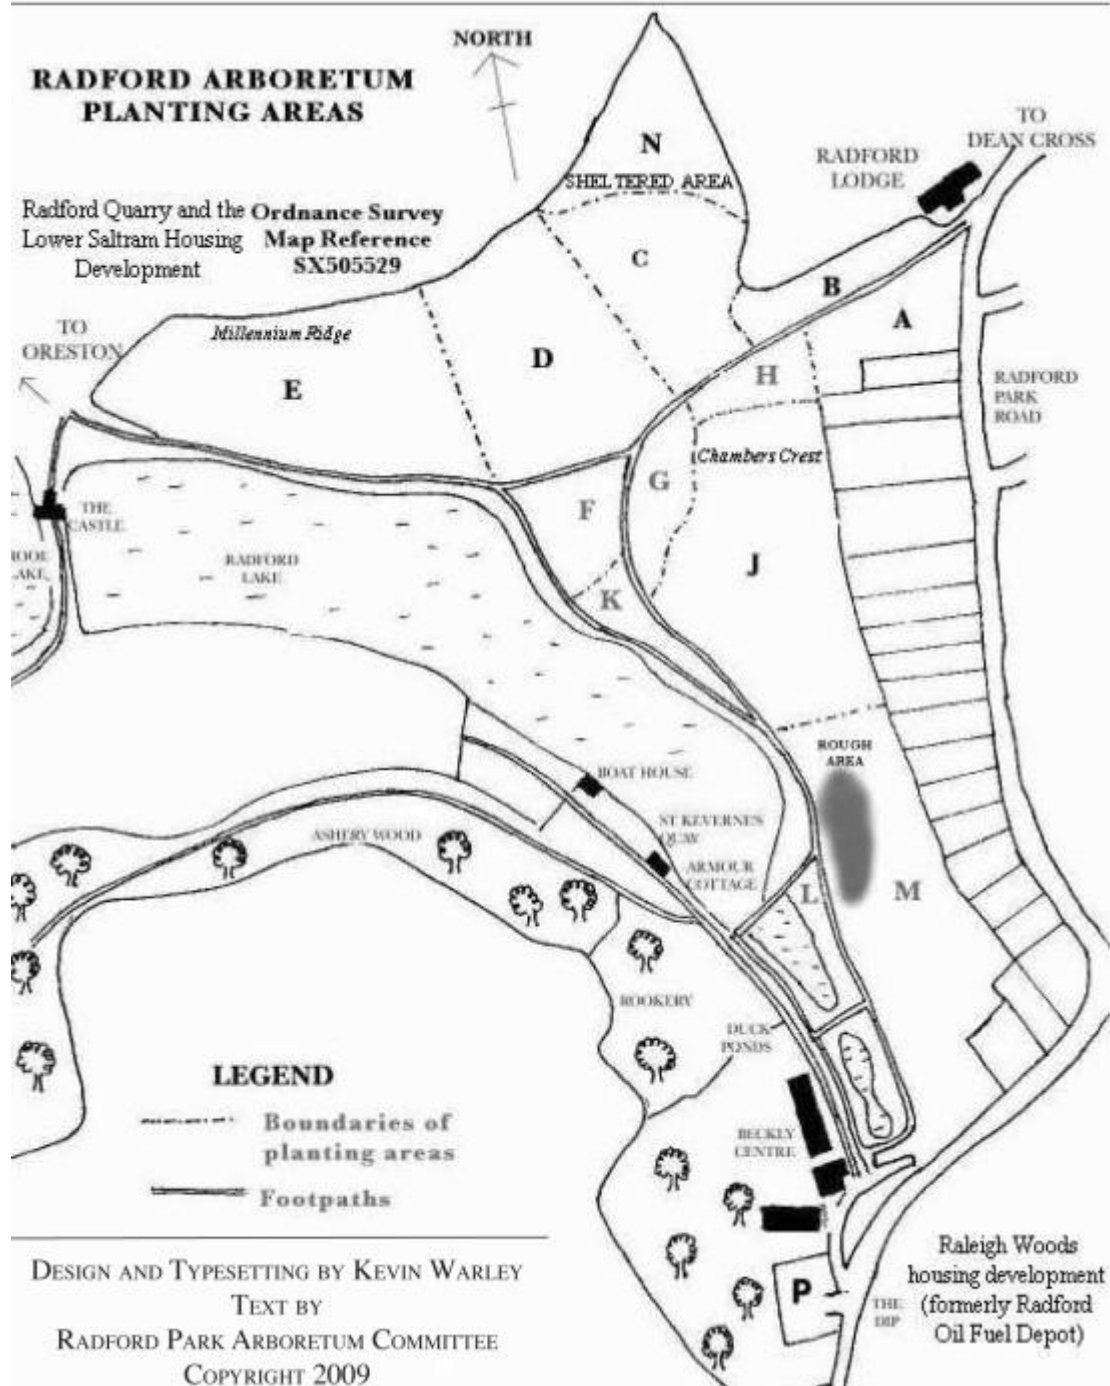 NORTH
RADFORD ARBORETUM
PLANTING AREAS
N
SHELTERED AREA
TO
DEAN CROSS
RADFORD
LODGE
Radford Quarry and the
Lower Saltram Housing
Development
Ordnance Survey
Map Reference
SX505529
C
B
A
TO
ORESTON
Millennium Ridge
D
E
H
RADFORD
PARK
ROAD
Chambers Crest
G
F
J
THE
CASTLE
RADFORD
LAKE
K
ROUGH
AREA
BOAT HOUSE
ST KEVERNE'S
QUAY
ASHERY WOOD
ARMOUR
COTTAGE
L
M
ROOKERY
DUCK
PONDS
LEGEND
Boundaries of
planting areas
Footpaths
BECKLY
CENTRE
P
THE
DIP
Raleigh Woods
housing development
(formerly Radford
Oil Fuel Depot)
DESIGN AND TYPESETTING BY KEVIN WARLEY
TEXT BY
RADFORD PARK ARBORETUM COMMITTEE
COPYRIGHT 2009